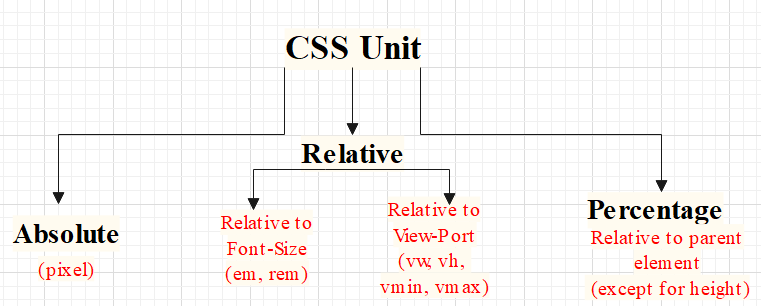 CSS Unit
Relative
Absolute
(pixel)
Relative to
Font-Size
(em, rem)
Relative to
View-Port
(vw, vh,
vmin, vmax)
Percentage
Relative to parent
element
(except for height)